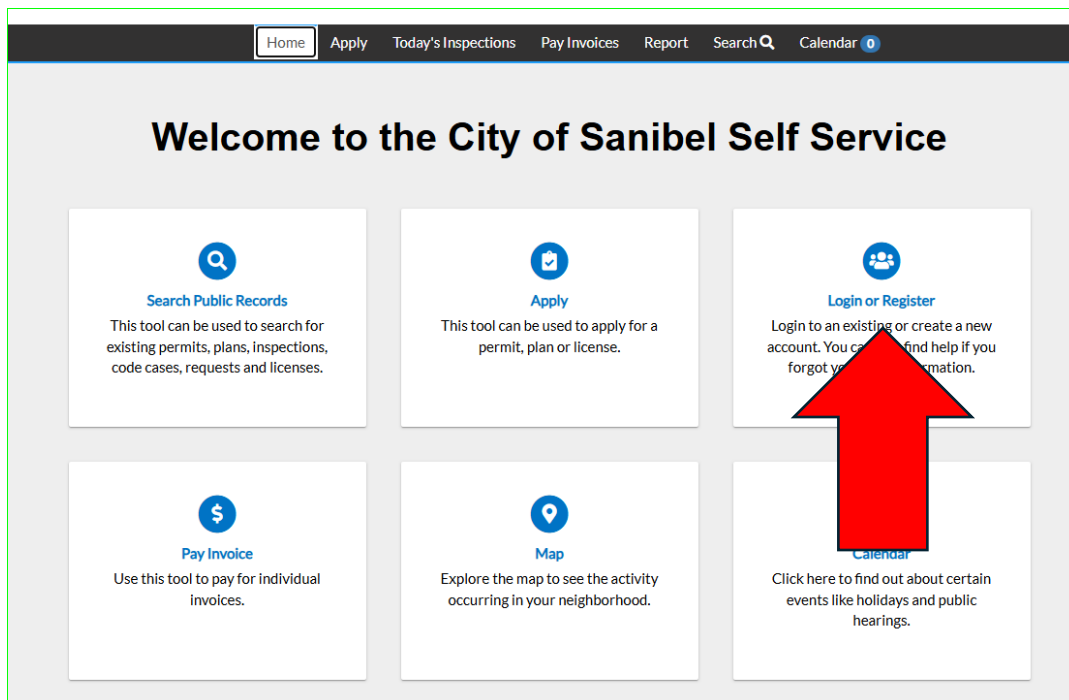 Home Apply Today's Inspections Pay Invoices Report Search Calendar 0
Welcome to the City of Sanibel Self Service
Search Public Records
This tool can be used to search for
existing permits, plans, inspections,
code cases, requests and licenses.
Apply
This tool can be used to apply for a
permit, plan or license.
Login or Register
Login to an existing or create a new
account. You find help if you
forgot
Pay Invoice
Use this tool to pay for individual
invoices.
Map
Explore the map to see the activity
occurring in your neighborhood.
Calendar
Click here to find out about certain
events like holidays and public
hearings.